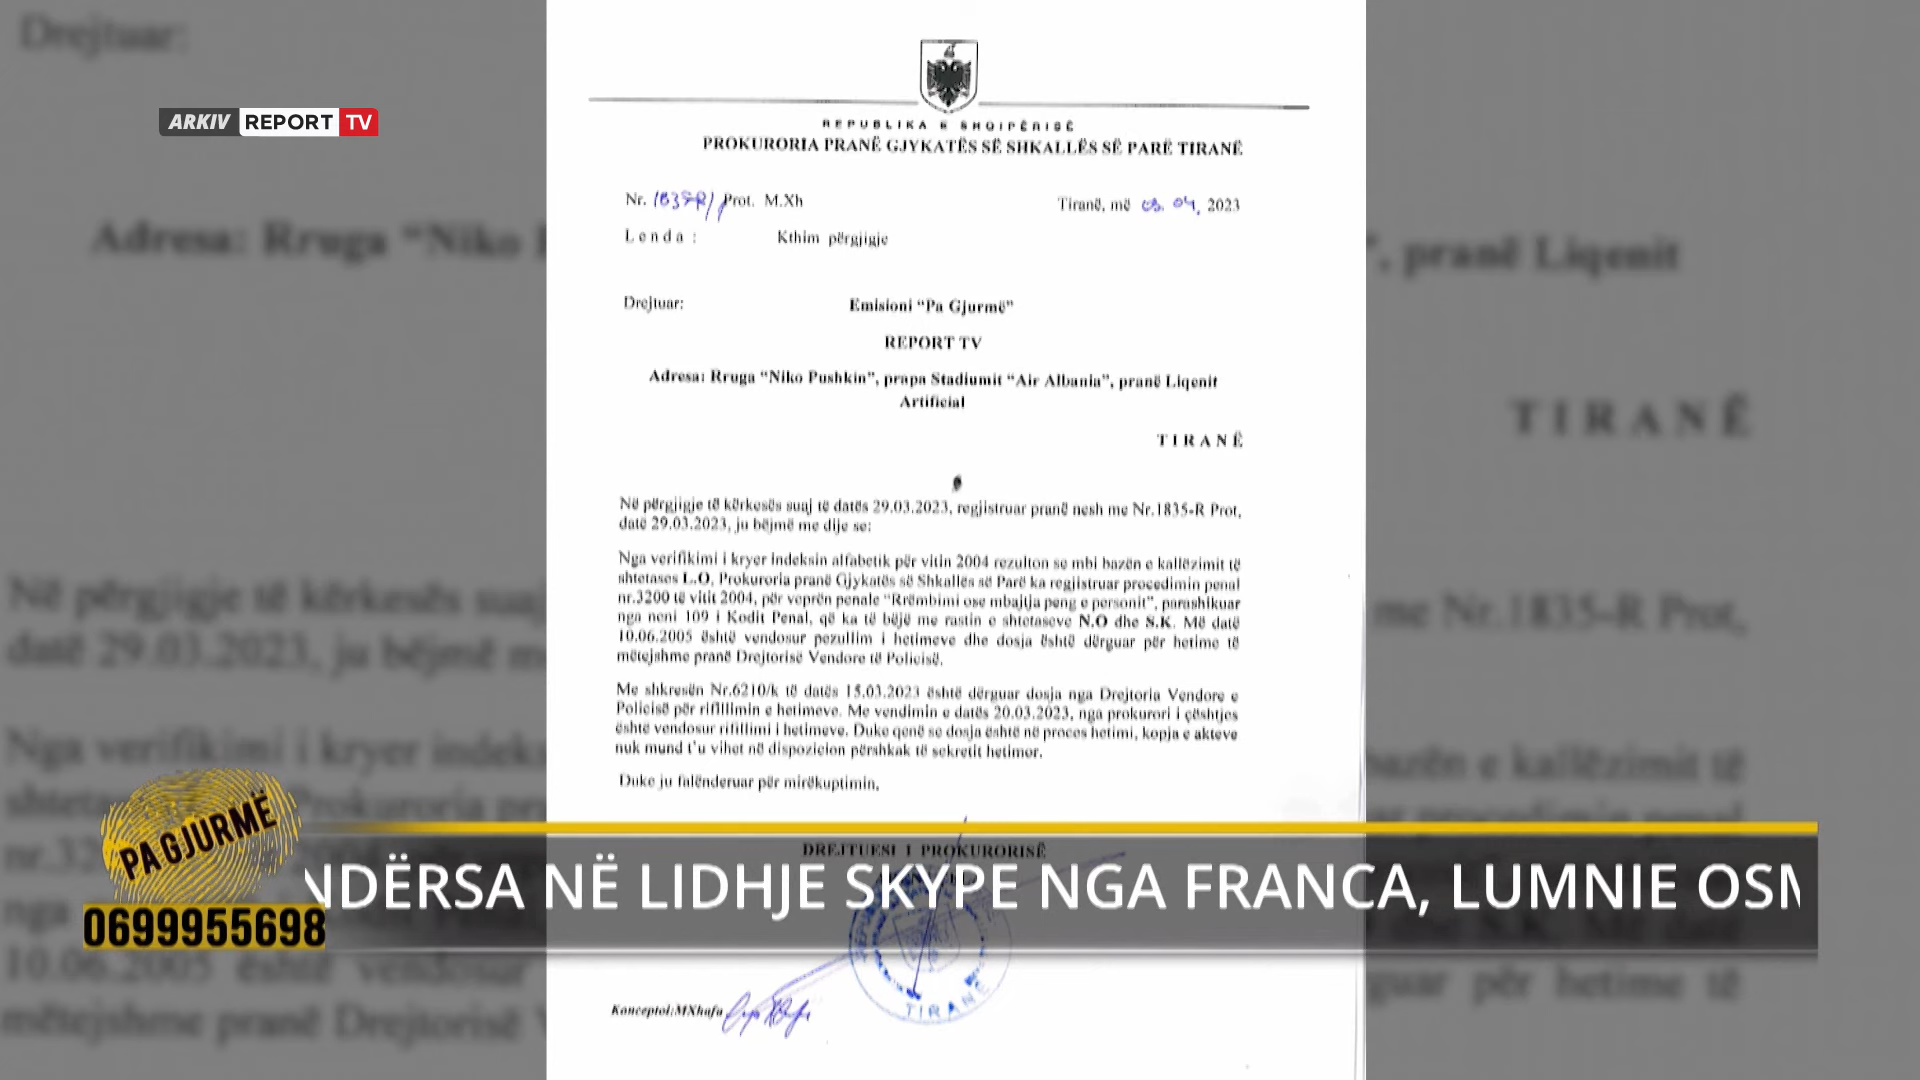 Drejtuar:
ARKIV REPORT TV
REPUBLIKA E SHQIPËRISË
PROKURORIA PRANË GJYKATËS SË SHKALLËS SË PARË TIRANË
Nr. Prot. M.Xh
Tiranë, më 03. 04, 2023
Lenda: Kthim përgjigje
Drejtuar: Emisioni “Pa Gjurmë”
REPORT TV
Adresa: Rruga “Niko Pushkin”, prapa Stadiumit “Air Albania”, pranë Liqenit
Artificial
TIRANË
Në përgjigje të kërkesës suaj të datës 29.03.2023, regjistruar pranë nesh me Nr.1835-R Prot,
datë 29.03.2023, ju bëjmë me dije se:
Nga verifikimi i kryer indeksin alfabetik për vitin 2004 rezulton se mbi bazën e kallëzimit të
shtetases L.O, Prokuroria pranë Gjykatës së Shkallës së Parë ka regjistruar procedimin penal
nr.3200 të vitit 2004, për veprën penale “Rrëmbimi ose mbajtja peng e personit”, parashikuar
nga neni 109 i Kodit Penal, që ka të bëjë me rastin e shtetaseve N.O dhe S.K. Më datë
10.06.2005 është vendosur pezullim i hetimeve dhe dosja është dërguar për hetime të
mëtejshme pranë Drejtorisë Vendore të Policisë.
Me shkresën Nr.6210/k të datës 15.03.2023 është dërguar dosja nga Drejtoria Vendore e
Policisë për rifillimin e hetimeve. Me vendimin e datës 20.03.2023, nga prokurori i çështjes
është vendosur rifillimi i hetimeve. Duke qenë se dosja është në proces hetimi, kopja e akteve
nuk mund t’u vihet në dispozicion përshkak të sekretit hetimor.
Duke ju falënderuar për mirëkuptimin,
DREJTUESI I PROKURORISË
TIRANË
Konceptoi:MXhafa
Adresa: Rruga “Niko
”, pranë Liqenit
TIRANË
Në përgjigje të kërkesës suaj
me Nr.1835-R Prot,
datë 29.03.2023, ju bëjmë m
Nga verifikimi i kryer indeks
bazën e kallëzimit të
10.06.2005 është vendosur
guar për hetime të
mëtejshme pranë Drejtorisë V
PA GJURMË
0699955698
NDËRSA NË LIDHJE SKYPE NGA FRANCA, LUMNIE OSM